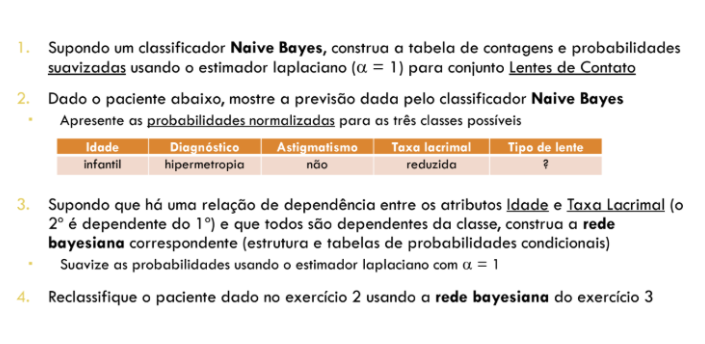 1. Supondo um classificador Naive Bayes, construa a tabela de contagens e probabilidades
suavizadas usando o estimador laplaciano (α = 1) para conjunto Lentes de Contato
2. Dado o paciente abaixo, mostre a previsão dada pelo classificador Naive Bayes
• Apresente as probabilidades normalizadas para as três classes possíveis
Idade Diagnóstico Astigmatismo Taxa lacrimal Tipo de lente
infantil hipermetropia não reduzida ?
3. Supondo que há uma relação de dependência entre os atributos Idade e Taxa Lacrimal (o
2º é dependente do 1º) e que todos são dependentes da classe, construa a rede
bayesiana correspondente (estrutura e tabelas de probabilidades condicionais)
• Suavize as probabilidades usando o estimador laplaciano com α = 1
4. Reclassifique o paciente dado no exercício 2 usando a rede bayesiana do exercício 3